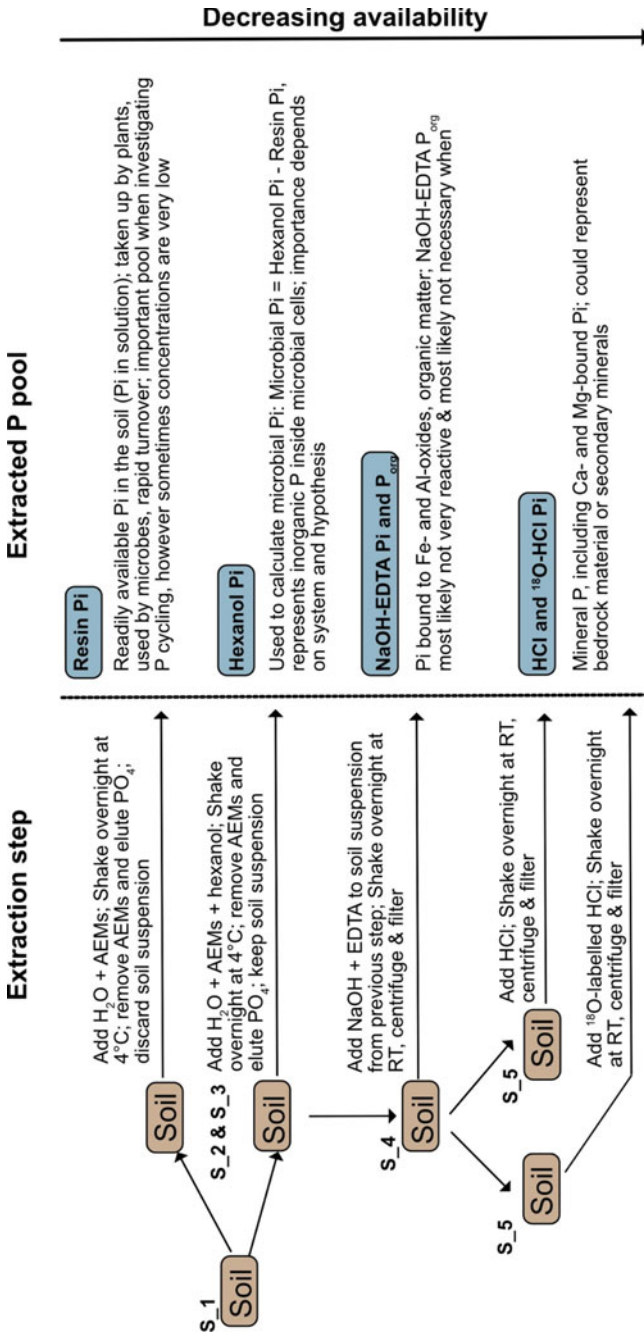 Extraction step
Extracted P pool
Decreasing availability
S_1
Soil
Soil
Add H₂O + AEMs; Shake overnight at
4°C; remove AEMs and elute PO₄;
discard soil suspension
Resin Pi
Readily available Pi in the soil (Pi in solution); taken up by plants,
used by microbes, rapid turnover; important pool when investigating
P cycling, however sometimes concentrations are very low
S_2 & S_3
Soil
Add H₂O + AEMs + hexanol; Shake
overnight at 4°C; remove AEMs and
elute PO₄; keep soil suspension
Hexanol Pi
Used to calculate microbial Pi: Microbial Pi = Hexanol Pi - Resin Pi,
represents inorganic P inside microbial cells; importance depends
on system and hypothesis
S_4
Soil
Add NaOH + EDTA to soil suspension
from previous step; Shake overnight at
RT, centrifuge & filter
NaOH-EDTA Pi and P_org
Pi bound to Fe- and Al-oxides, organic matter; NaOH-EDTA P_org
most likely not very reactive & most likely not necessary when
S_5
Soil
Add HCl; Shake overnight at RT,
centrifuge & filter
HCl and ¹⁸O-HCl Pi
Mineral P, including Ca- and Mg-bound Pi; could represent
bedrock material or secondary minerals
S_5
Soil
Add ¹⁸O-labelled HCl; Shake overnight
at RT, centrifuge & filter